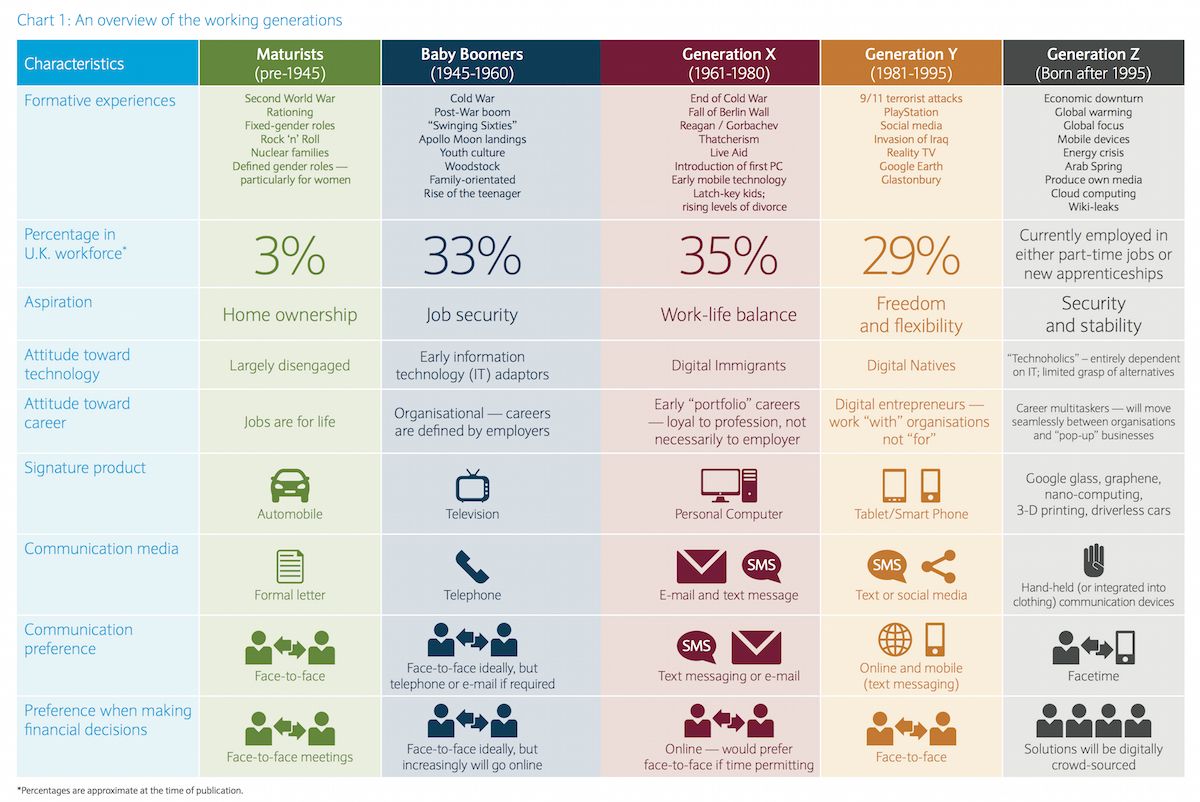 Chart 1: An overview of the working generations
Characteristics
Maturists
(pre-1945)
Baby Boomers
(1945-1960)
Generation X
(1961-1980)
Generation Y
(1981-1995)
Generation Z
(Born after 1995)
Formative experiences
Second World War
Rationing
Fixed-gender roles
Rock ‘n’ Roll
Nuclear families
Defined gender roles —
particularly for women
Cold War
Post-War boom
“Swinging Sixties”
Apollo Moon landings
Youth culture
Woodstock
Family-orientated
Rise of the teenager
End of Cold War
Fall of Berlin Wall
Reagan / Gorbachev
Thatcherism
Live Aid
Introduction of first PC
Early mobile technology
Latch-key kids;
rising levels of divorce
9/11 terrorist attacks
PlayStation
Social media
Invasion of Iraq
Reality TV
Google Earth
Glastonbury
Economic downturn
Global warming
Global focus
Mobile devices
Energy crisis
Arab Spring
Produce own media
Cloud computing
Wiki-leaks
Percentage in
U.K. workforce*
3%
33%
35%
29%
Currently employed in
either part-time jobs or
new apprenticeships
Aspiration
Home ownership
Job security
Work-life balance
Freedom
and flexibility
Security
and stability
Attitude toward
technology
Largely disengaged
Early information
technology (IT) adaptors
Digital Immigrants
Digital Natives
“Technoholics” – entirely dependent
on IT; limited grasp of alternatives
Attitude toward
career
Jobs are for life
Organisational — careers
are defined by employers
Early “portfolio” careers
— loyal to profession, not
necessarily to employer
Digital entrepreneurs —
work “with” organisations
not “for”
Career multitaskers — will move
seamlessly between organisations
and “pop-up” businesses
Signature product
Automobile
Television
Personal Computer
Tablet/Smart Phone
Google glass, graphene,
nano-computing,
3-D printing, driverless cars
Communication media
Formal letter
Telephone
SMS
E-mail and text message
SMS
Text or social media
Hand-held (or integrated into
clothing) communication devices
Communication
preference
Face-to-face
Face-to-face ideally, but
telephone or e-mail if required
SMS
Text messaging or e-mail
Online and mobile
(text messaging)
Facetime
Preference when making
financial decisions
Face-to-face meetings
Face-to-face ideally, but
increasingly will go online
Online — would prefer
face-to-face if time permitting
Face-to-face
Solutions will be digitally
crowd-sourced
*Percentages are approximate at the time of publication.